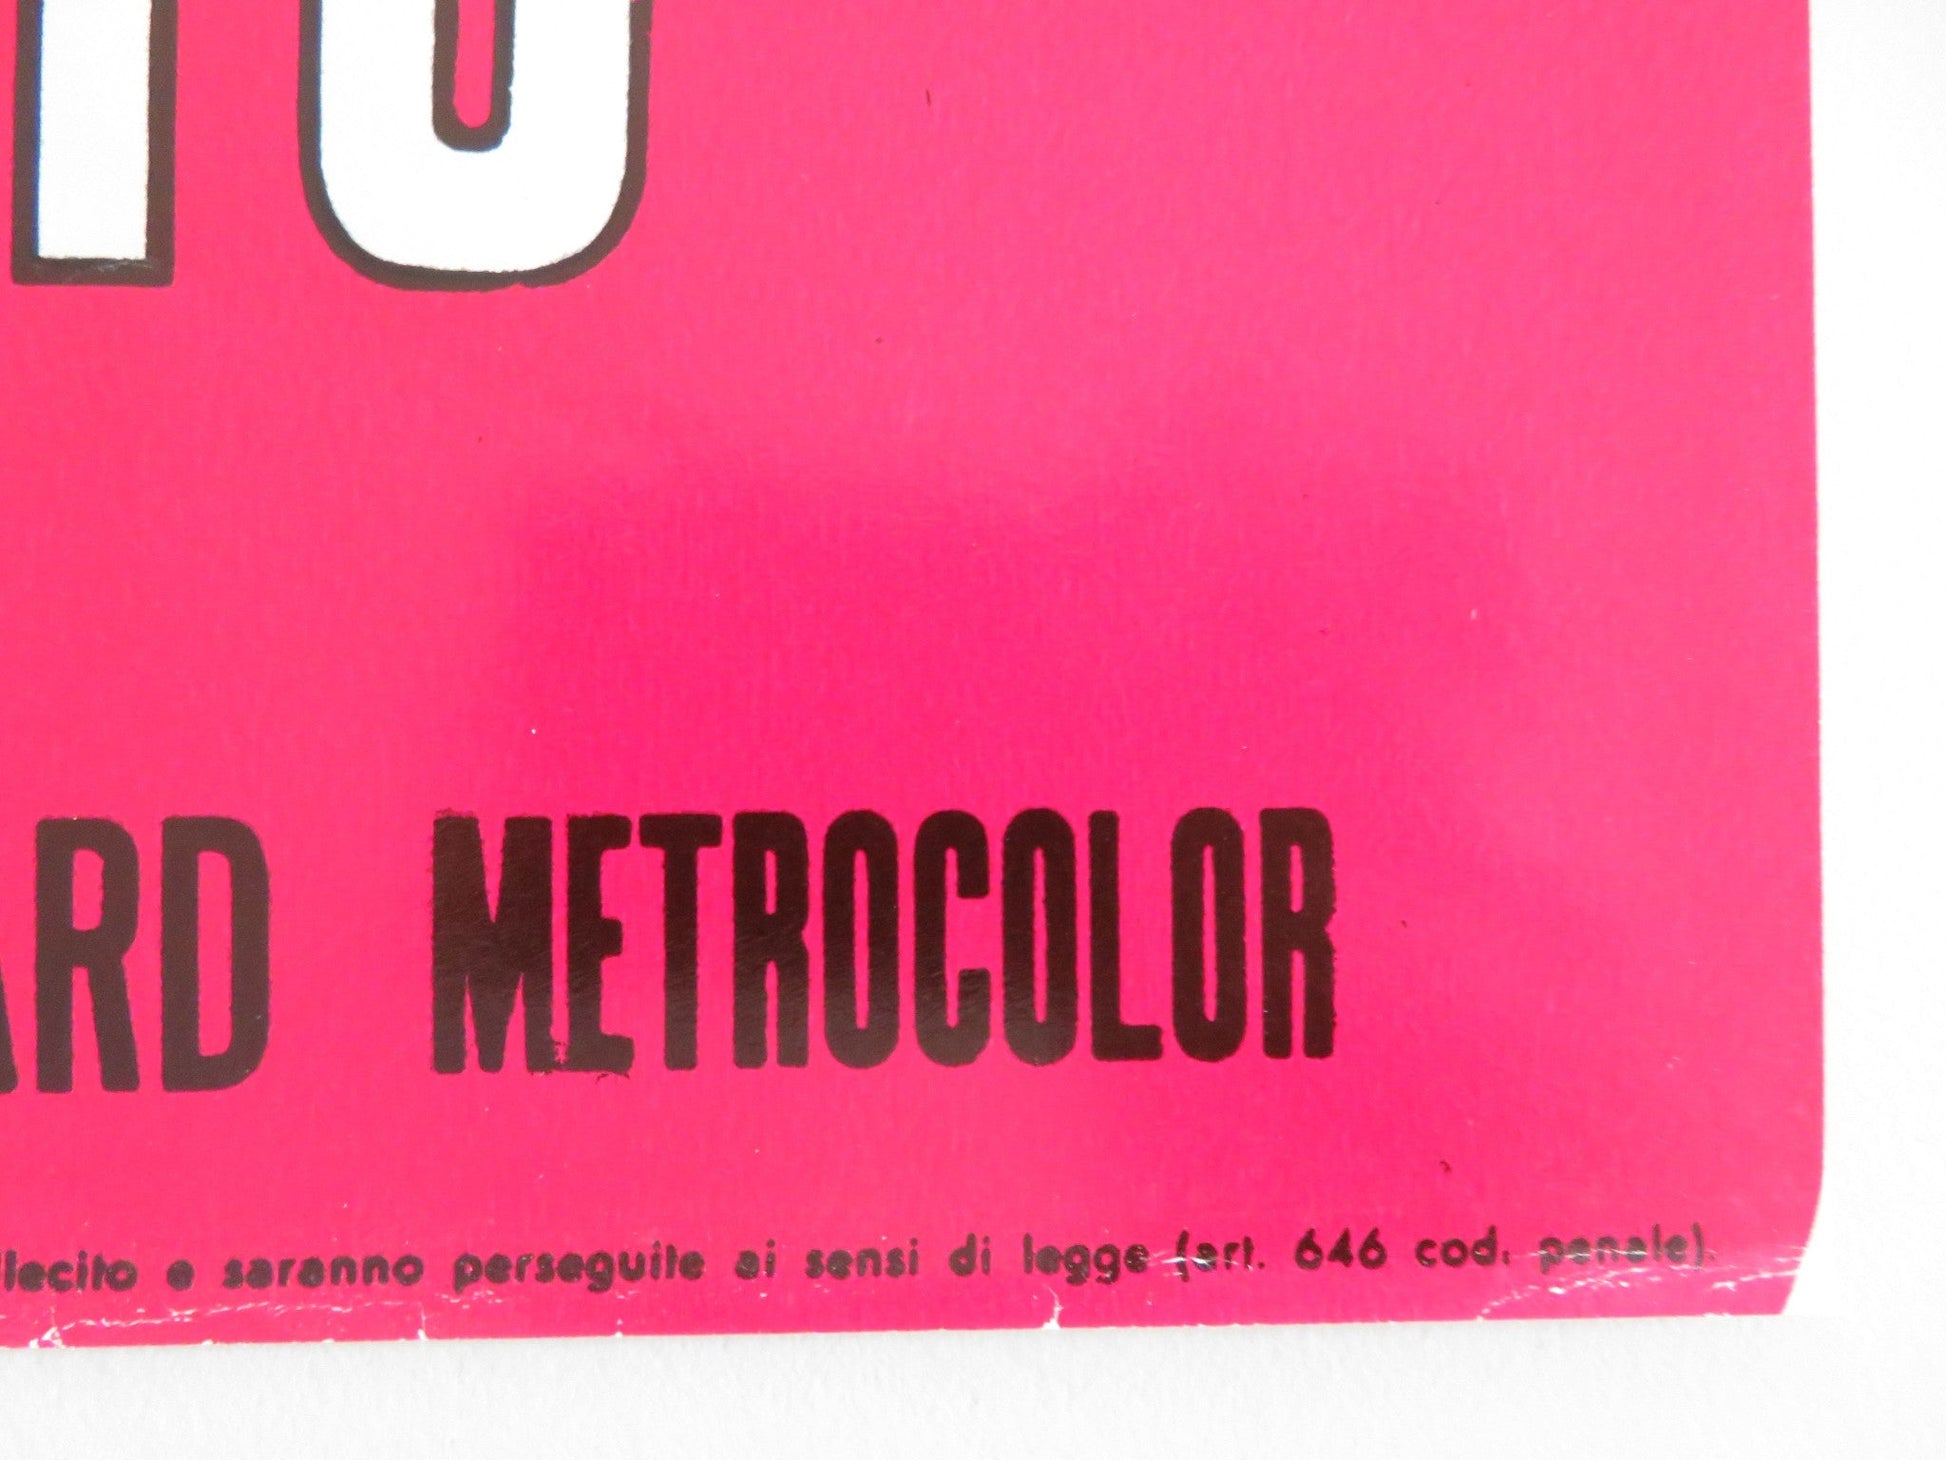 ARD METROCOLOR
llecito e saranno perseguite ai sensi di legge (art. 646 cod. penale).